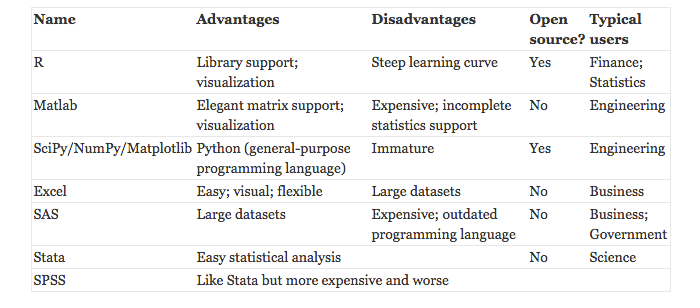 Name Advantages Disadvantages Open Typical
source? users
R Library support; Steep learning curve Yes Finance;
visualization Statistics
Matlab Elegant matrix support; Expensive; incomplete No Engineering
visualization statistics support
SciPy/NumPy/Matplotlib Python (general-purpose Immature Yes Engineering
programming language)
Excel Easy; visual; flexible Large datasets No Business
SAS Large datasets Expensive; outdated No Business;
programming language Government
Stata Easy statistical analysis No Science
SPSS Like Stata but more expensive and worse